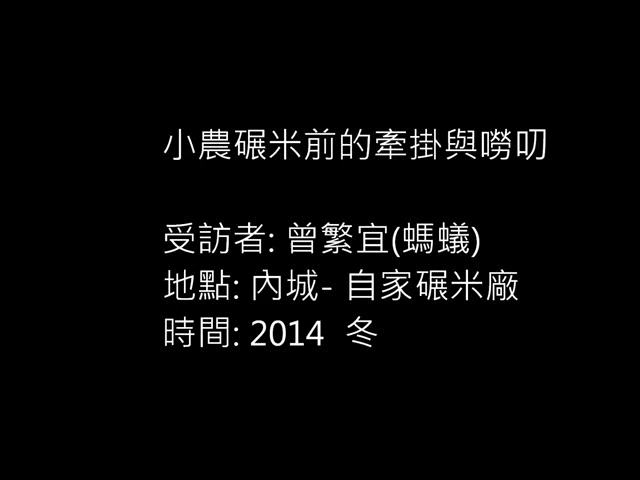 小農碾米前的牽掛與嘮叨
受訪者: 曾繁宜(螞蟻)
地點: 內城- 自家碾米廠
時間: 2014 冬